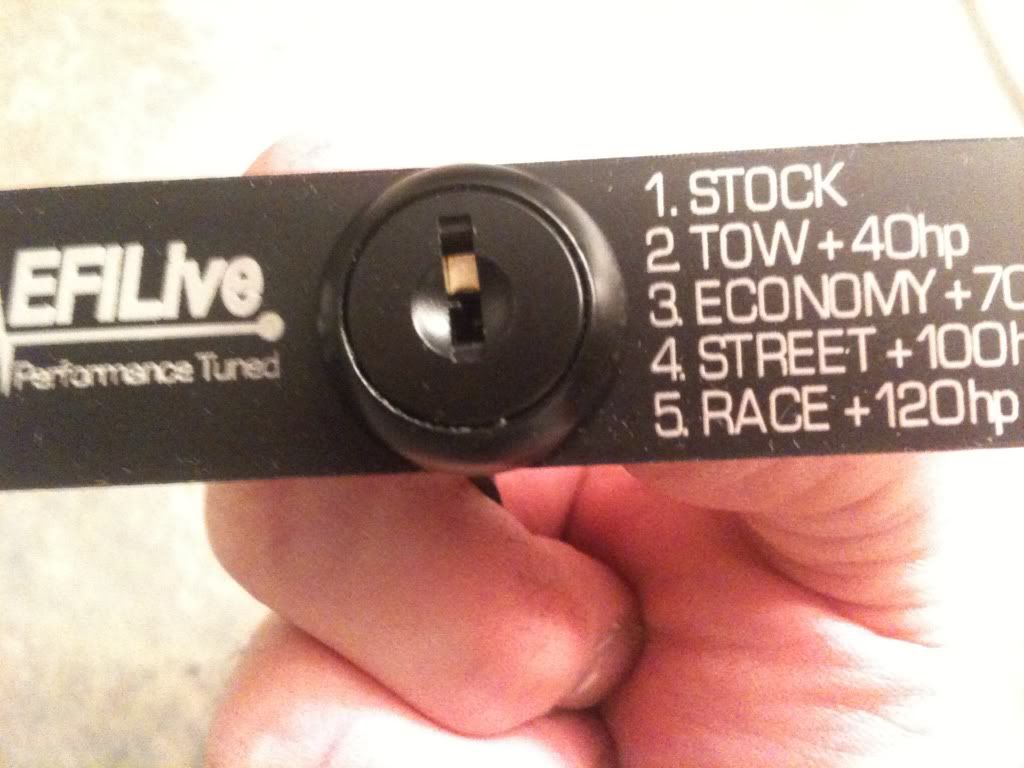 EFILive
Performance Tuned
1. STOCK
2 TOW + 40hp
3. ECONOMY + 70
4. STREET + 100h
5. RACE + 120hp